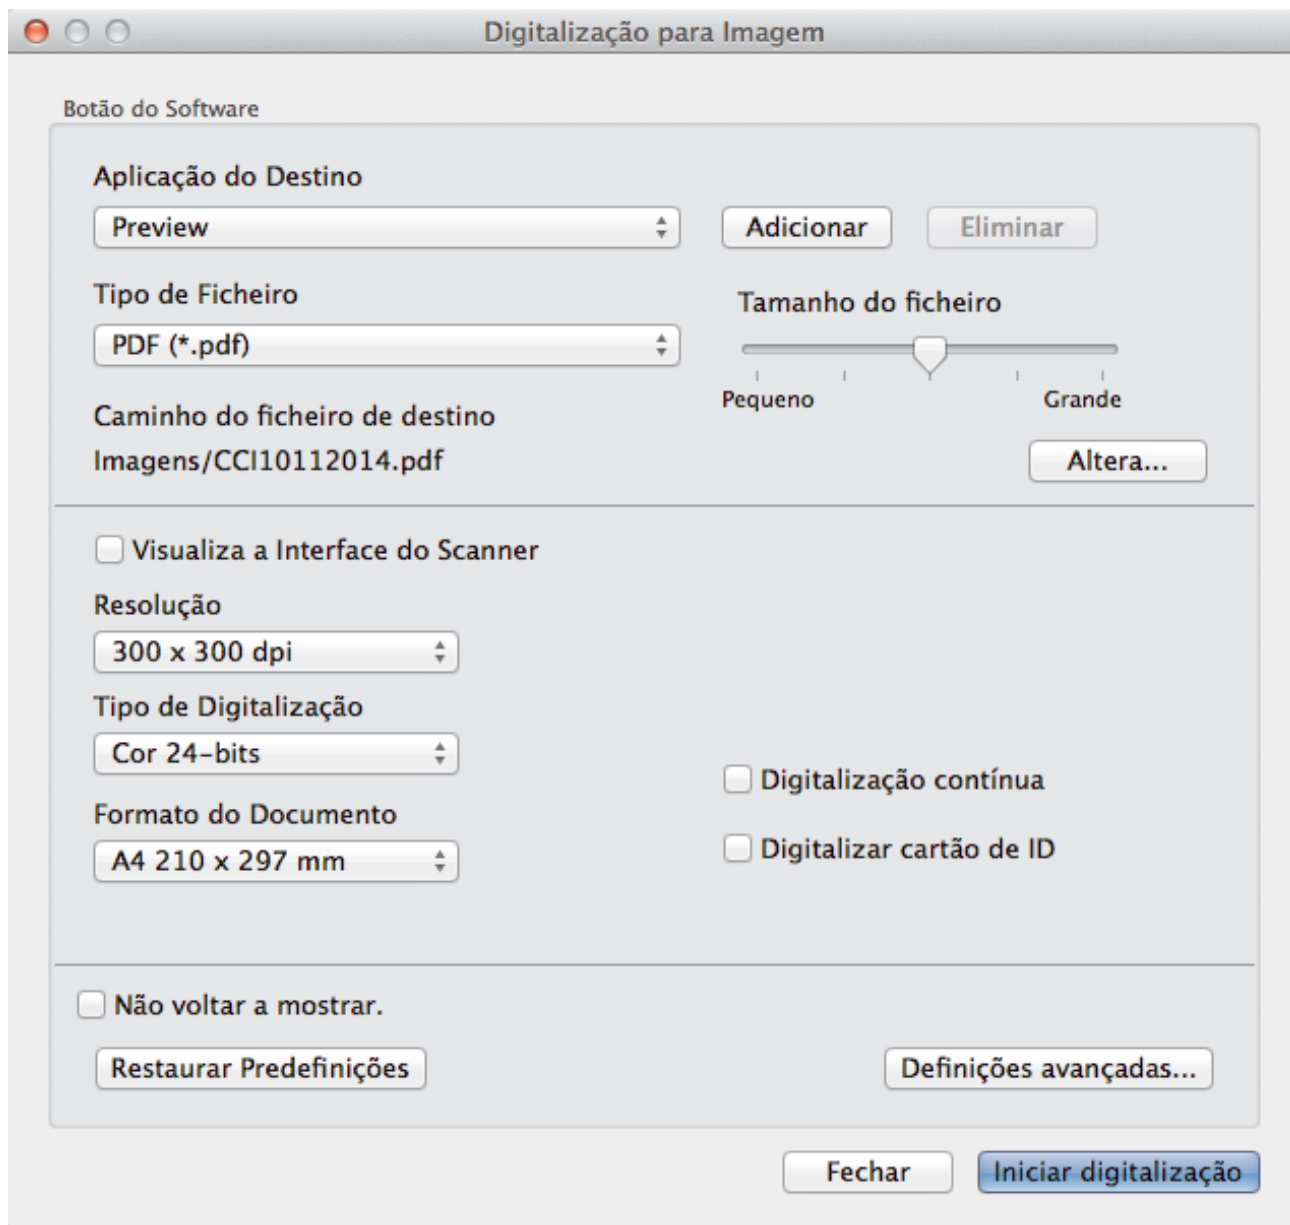 Digitalização para Imagem
Botão do Software
Aplicação do Destino
Preview
Adicionar
Eliminar
Tipo de Ficheiro
Tamanho do ficheiro
PDF (*.pdf)
Pequeno
Grande
Caminho do ficheiro de destino
Imagens/CCI10112014.pdf
Altera...
Visualiza a Interface do Scanner
Resolução
300 x 300 dpi
Tipo de Digitalização
Cor 24-bits
Digitalização contínua
Formato do Documento
Digitalizar cartão de ID
A4 210 x 297 mm
Não voltar a mostrar.
Restaurar Predefinições
Definições avançadas...
Fechar
Iniciar digitalização